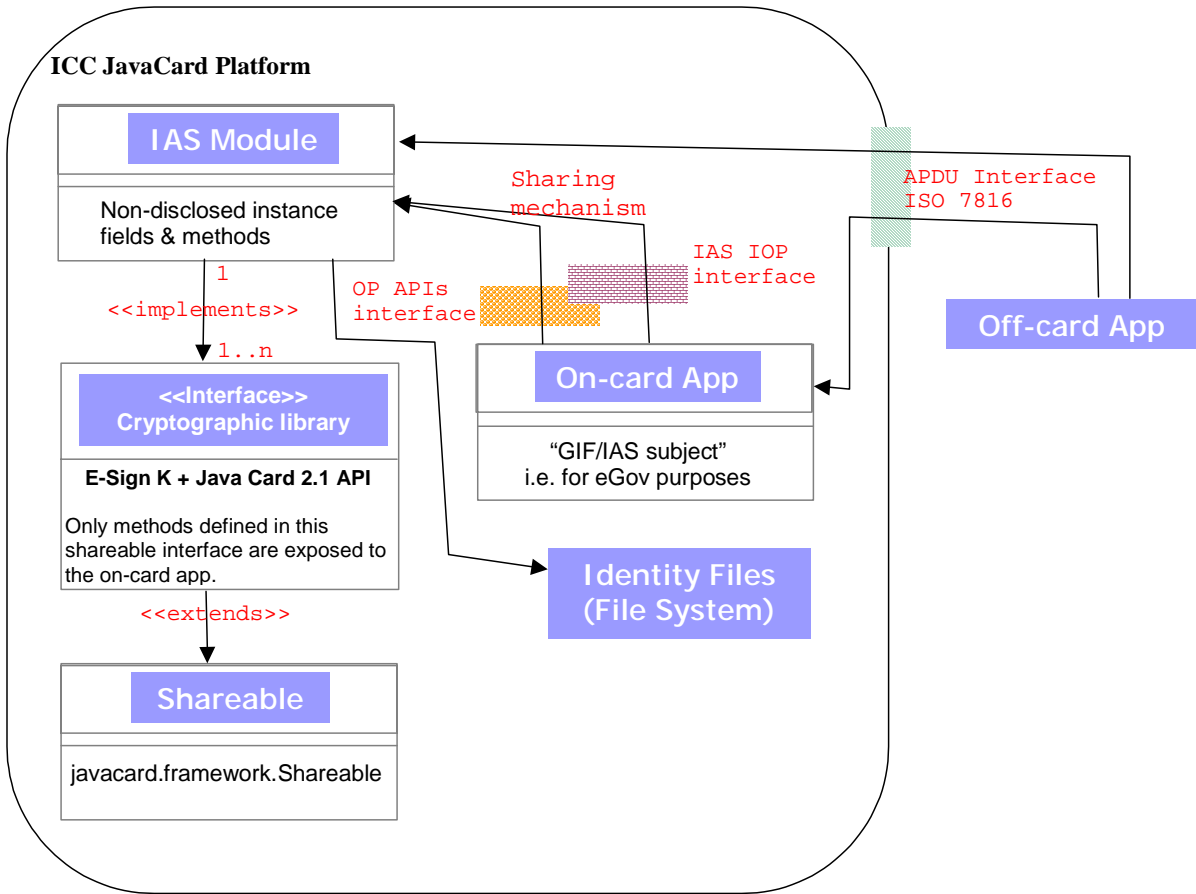 ICC JavaCard Platform
IAS Module
Non-disclosed instance
fields & methods
Sharing
mechanism
APDU Interface
ISO 7816
1
<<implements>>
1..n
OP APIs
interface
IAS IOP
interface
Off-card App
<<Interface>>
Cryptographic library
E-Sign K + Java Card 2.1 API
Only methods defined in this
shareable interface are exposed to
the on-card app.
On-card App
“GIF/IAS subject”
i.e. for eGov purposes
Identity Files
(File System)
<<extends>>
Shareable
javacard.framework.Shareable